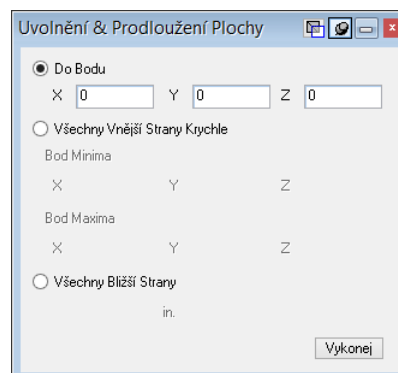 Uvolnění & Prodloužení Plochy
Do Bodu
X 0 Y 0 Z 0
Všechny Vnější Strany Krychle
Bod Minima
X Y Z
Bod Maxima
X Y Z
Všechny Bližší Strany
in.
Vykonej